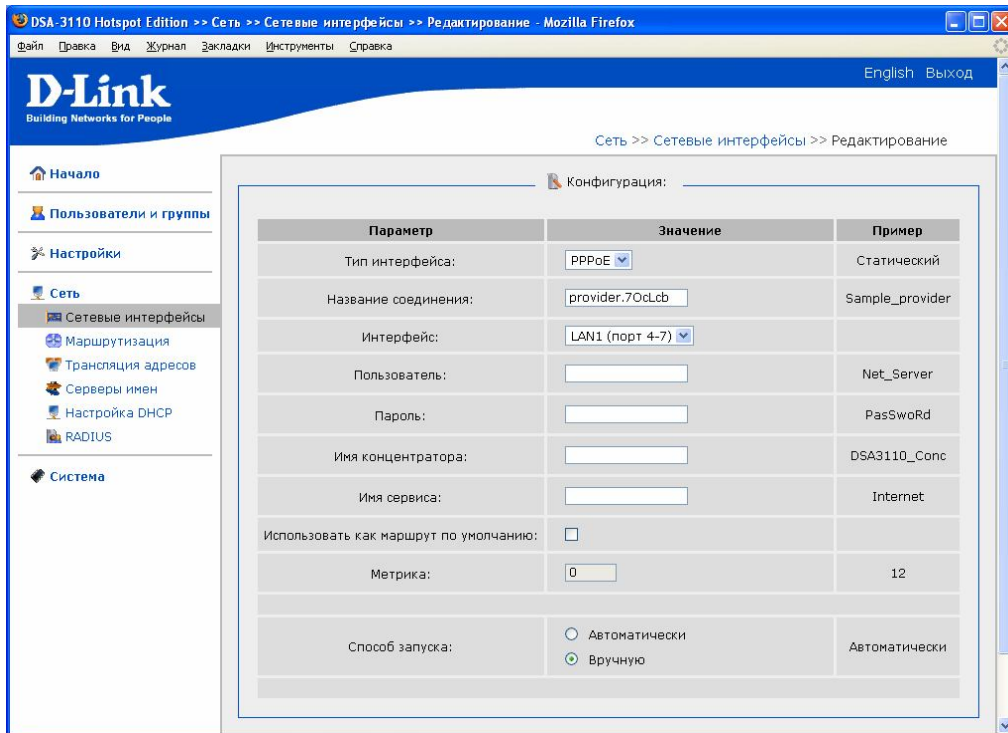 DSA-3110 Hotspot Edition >> Сеть >> Сетевые интерфейсы >> Редактирование - Mozilla Firefox
Файл Правка Вид Журнал Закладки Инструменты Справка
English Выход
D-Link
Building Networks for People
Сеть >> Сетевые интерфейсы >> Редактирование
Начало
Пользователи и группы
Настройки
Сеть
Сетевые интерфейсы
Маршрутизация
Трансляция адресов
Серверы имен
Настройка DHCP
RADIUS
Система
Конфигурация:
Параметр Значение Пример
Тип интерфейса: PPPoE Статический
Название соединения: provider.7OcLcb Sample_provider
Интерфейс: LAN1 (порт 4-7)
Пользователь: Net_Server
Пароль: PasSwoRd
Имя концентратора: DSA3110_Conc
Имя сервиса: Internet
Использовать как маршрут по умолчанию:
Метрика: 0 12
Способ запуска: Автоматически Вручную Автоматически